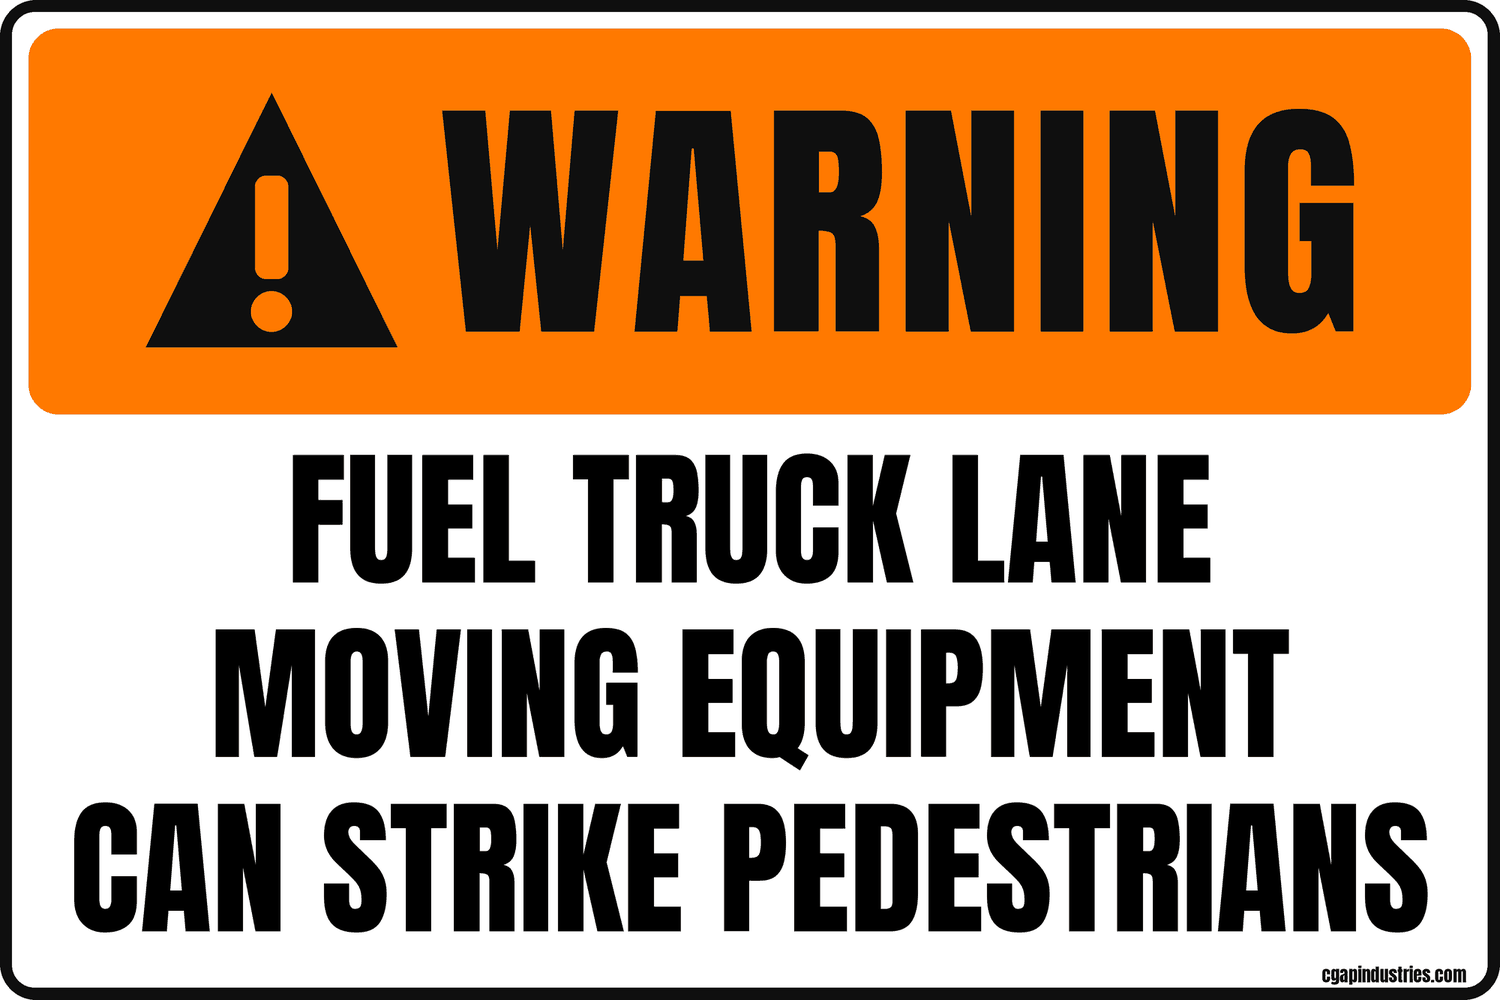 WARNING
FUEL TRUCK LANE
MOVING EQUIPMENT
CAN STRIKE PEDESTRIANS
cgapindustries.com